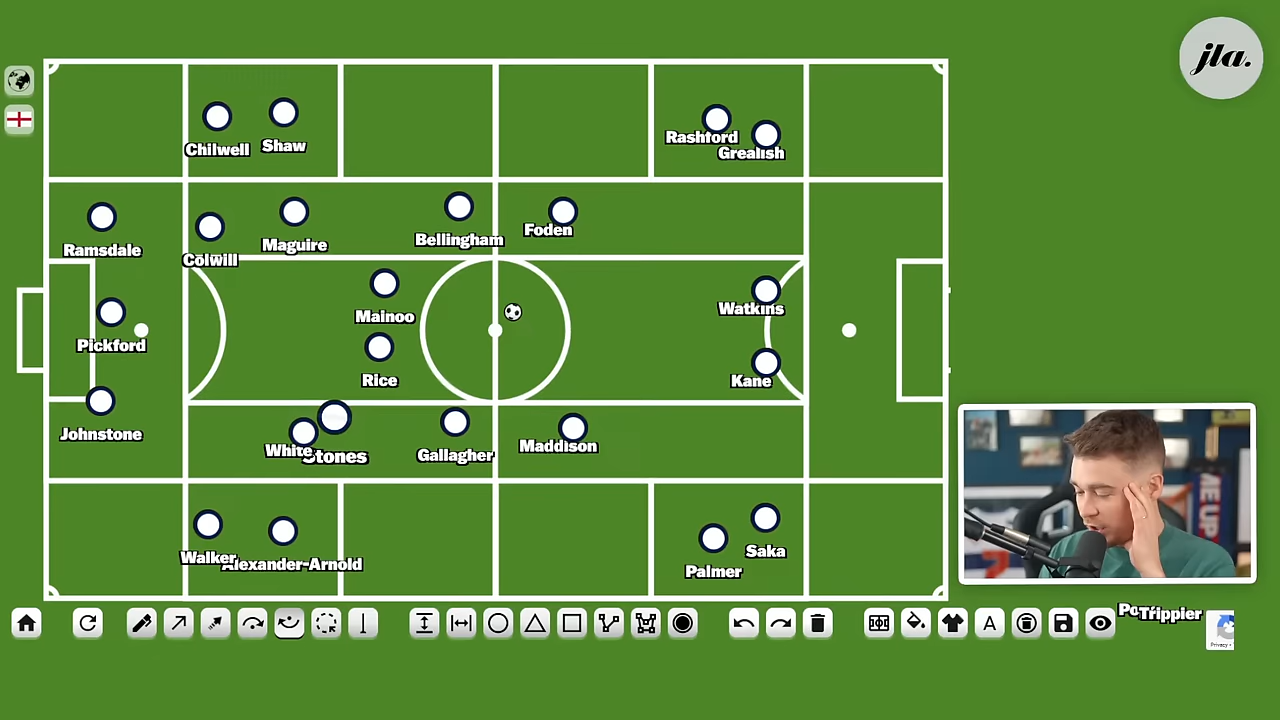 jla.
Chilwell
Shaw
Rashford
Grealish
Ramsdale
Colwill
Maguire
Bellingham
Foden
Mainoo
Watkins
Pickford
Rice
Kane
Johnstone
White
Stones
Gallagher
Maddison
Walker
Alexander-Arnold
Palmer
Saka
A
Trippier